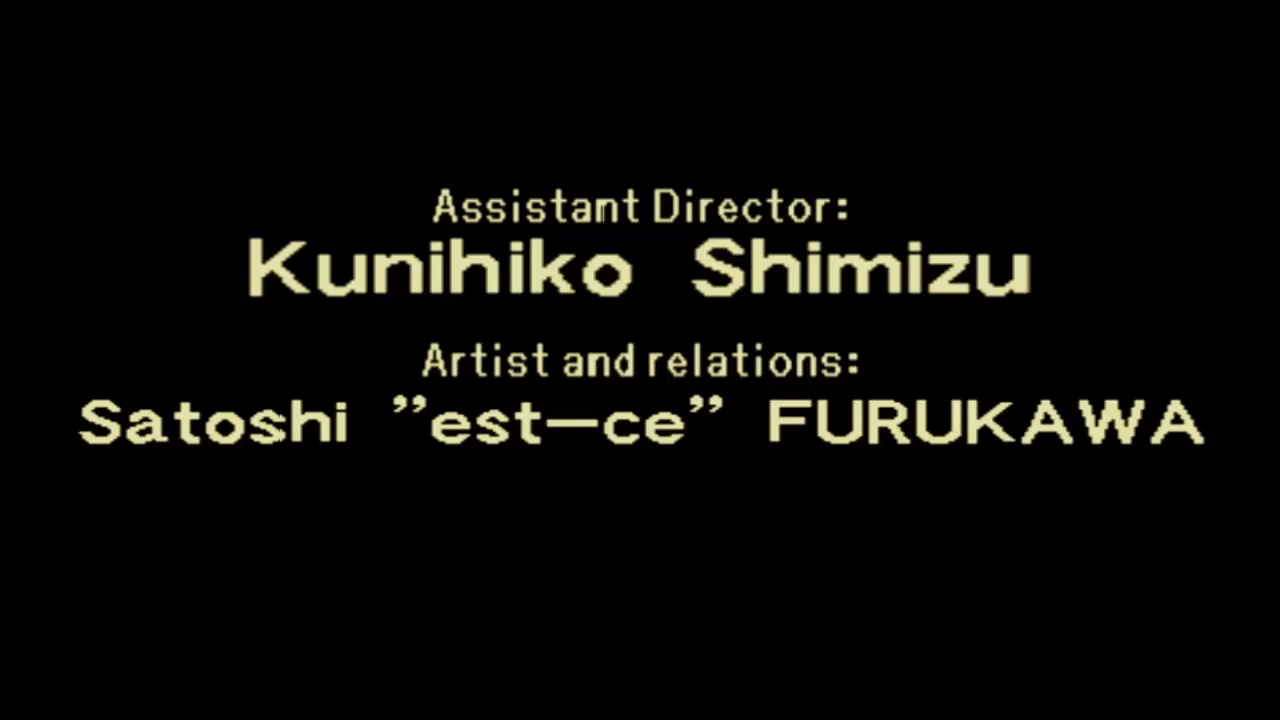 Assistant Director:
Kunihiko Shimizu
Artist and relations:
Satoshi ”est-ce” FURUKAWA